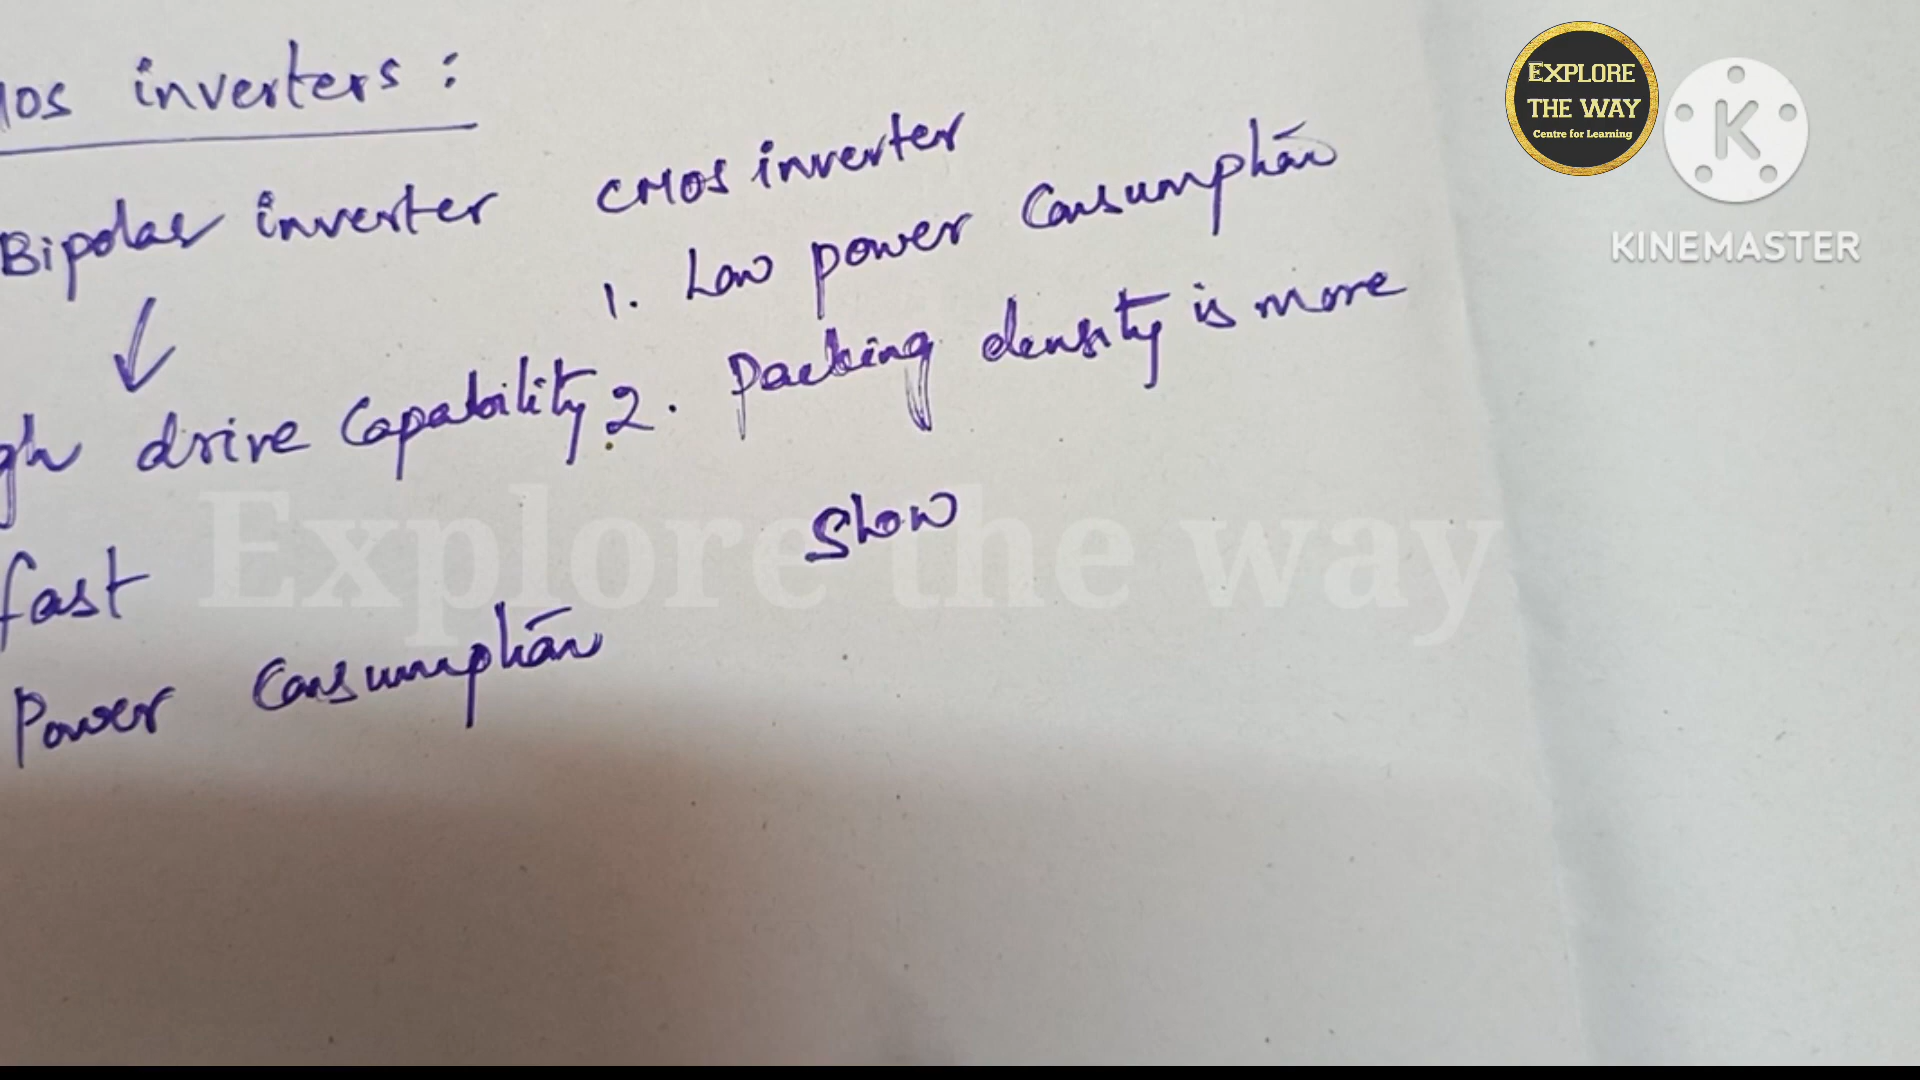 ios inverters :
Bipolar inverter
CMOS inverter
1. Low power Consumption
gh drive Capability
2. Packing density is more
fast
Slow
Power Consumption
Explore the way
EXPLORE
THE WAY
Centre for Learning
K
KINEMASTER